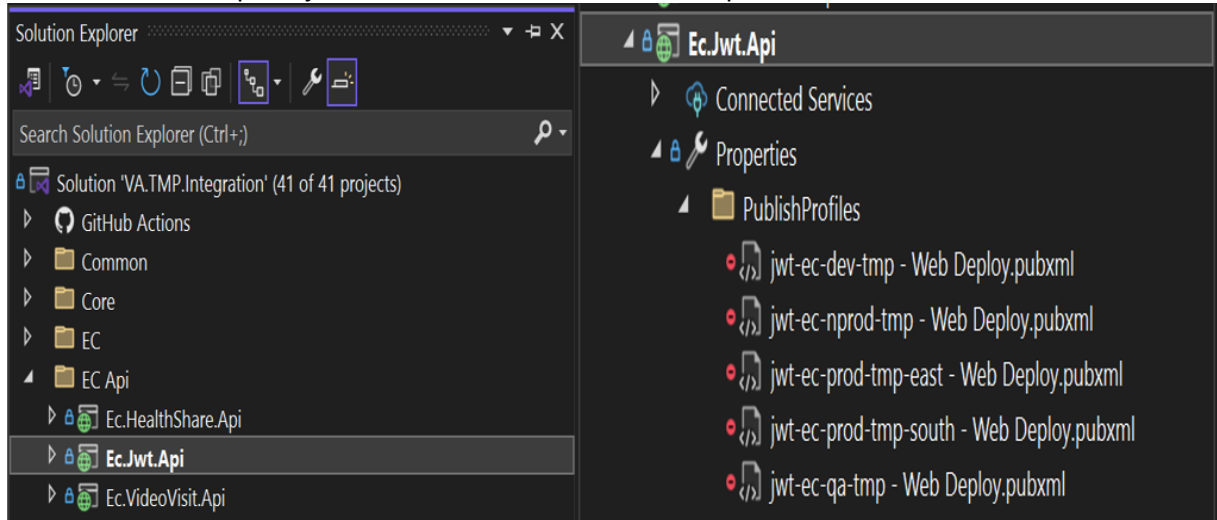 Solution Explorer
Search Solution Explorer (Ctrl+;)
Solution 'VA.TMP.Integration' (41 of 41 projects)
GitHub Actions
Common
Core
EC
EC Api
Ec.HealthShare.Api
Ec.Jwt.Api
Ec.VideoVisit.Api
Ec.Jwt.Api
Connected Services
Properties
PublishProfiles
jwt-ec-dev-tmp - Web Deploy.pubxml
jwt-ec-nprod-tmp - Web Deploy.pubxml
jwt-ec-prod-tmp-east - Web Deploy.pubxml
jwt-ec-prod-tmp-south - Web Deploy.pubxml
jwt-ec-qa-tmp - Web Deploy.pubxml